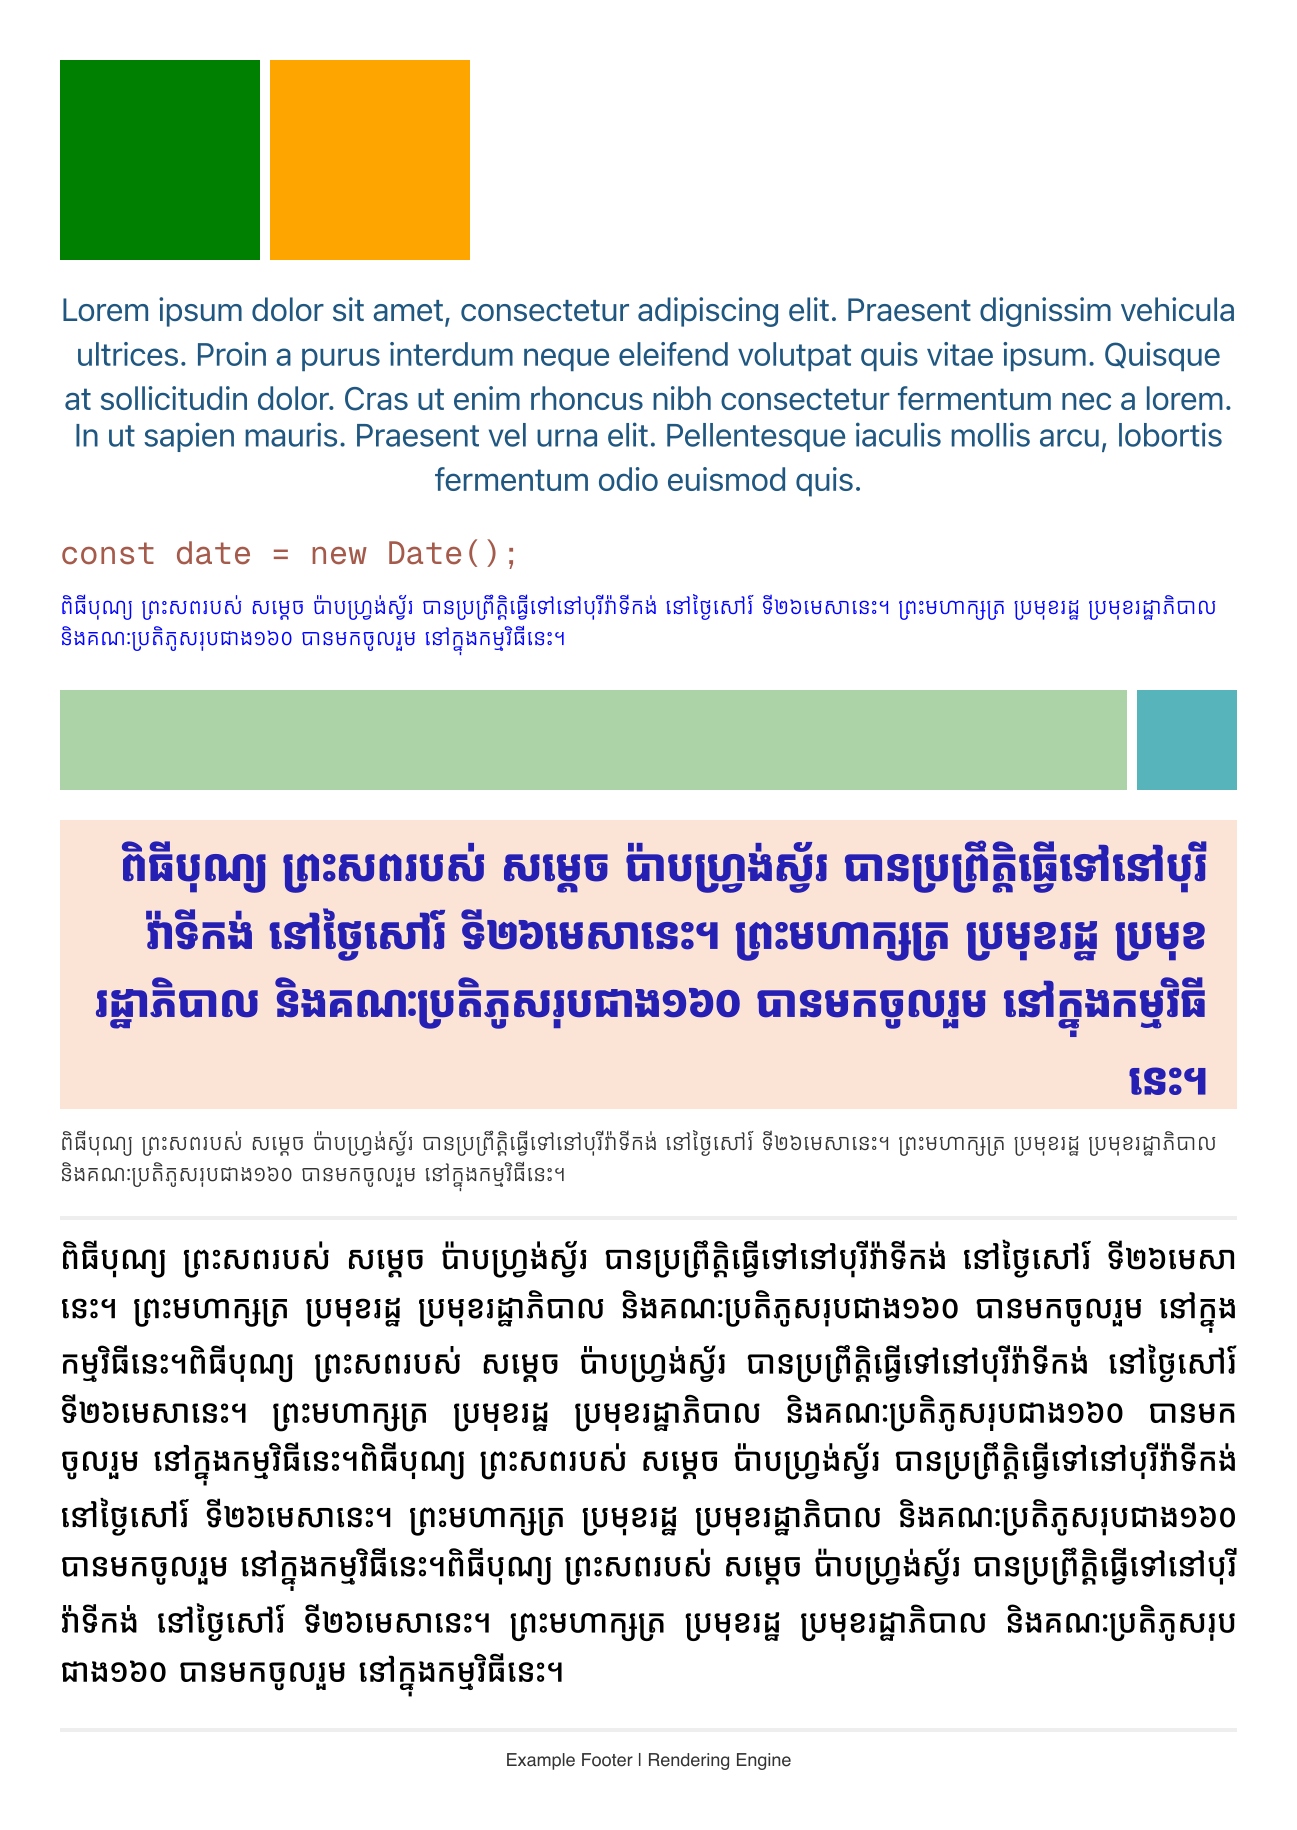 Lorem ipsum dolor sit amet, consectetur adipiscing elit. Praesent dignissim vehicula
ultrices. Proin a purus interdum neque eleifend volutpat quis vitae ipsum. Quisque
at sollicitudin dolor. Cras ut enim rhoncus nibh consectetur fermentum nec a lorem.
In ut sapien mauris. Praesent vel urna elit. Pellentesque iaculis mollis arcu, lobortis
fermentum odio euismod quis.
const date = new Date();
ពិធីបុណ្យ ព្រះសពរបស់ សម្តេច ប៉ាបហ្វ្រង់ស្វ័រ បានប្រព្រឹត្តិធ្វើទៅនៅបុរីវ៉ាទីកង់ នៅថ្ងៃសៅរ៍ ទី២៦មេសានេះ។ ព្រះមហាក្សត្រ ប្រមុខរដ្ឋ ប្រមុខរដ្ឋាភិបាល
និងគណៈប្រតិភូសរុបជាង១៦០ បានមកចូលរួម នៅក្នុងកម្មវិធីនេះ។
ពិធីបុណ្យ ព្រះសពរបស់ សម្តេច ប៉ាបហ្វ្រង់ស្វ័រ បានប្រព្រឹត្តិធ្វើទៅនៅបុរី
វ៉ាទីកង់ នៅថ្ងៃសៅរ៍ ទី២៦មេសានេះ។ ព្រះមហាក្សត្រ ប្រមុខរដ្ឋ ប្រមុខ
រដ្ឋាភិបាល និងគណៈប្រតិភូសរុបជាង១៦០ បានមកចូលរួម នៅក្នុងកម្មវិធី
នេះ។
ពិធីបុណ្យ ព្រះសពរបស់ សម្តេច ប៉ាបហ្វ្រង់ស្វ័រ បានប្រព្រឹត្តិធ្វើទៅនៅបុរីវ៉ាទីកង់ នៅថ្ងៃសៅរ៍ ទី២៦មេសានេះ។ ព្រះមហាក្សត្រ ប្រមុខរដ្ឋ ប្រមុខរដ្ឋាភិបាល
និងគណៈប្រតិភូសរុបជាង១៦០ បានមកចូលរួម នៅក្នុងកម្មវិធីនេះ។
ពិធីបុណ្យ ព្រះសពរបស់ សម្តេច ប៉ាបហ្វ្រង់ស្វ័រ បានប្រព្រឹត្តិធ្វើទៅនៅបុរីវ៉ាទីកង់ នៅថ្ងៃសៅរ៍ ទី២៦មេសា
នេះ។ ព្រះមហាក្សត្រ ប្រមុខរដ្ឋ ប្រមុខរដ្ឋាភិបាល និងគណៈប្រតិភូសរុបជាង១៦០ បានមកចូលរួម នៅក្នុង
កម្មវិធីនេះ។ពិធីបុណ្យ ព្រះសពរបស់ សម្តេច ប៉ាបហ្វ្រង់ស្វ័រ បានប្រព្រឹត្តិធ្វើទៅនៅបុរីវ៉ាទីកង់ នៅថ្ងៃសៅរ៍
ទី២៦មេសានេះ។ ព្រះមហាក្សត្រ ប្រមុខរដ្ឋ ប្រមុខរដ្ឋាភិបាល និងគណៈប្រតិភូសរុបជាង១៦០ បានមក
ចូលរួម នៅក្នុងកម្មវិធីនេះ។ពិធីបុណ្យ ព្រះសពរបស់ សម្តេច ប៉ាបហ្វ្រង់ស្វ័រ បានប្រព្រឹត្តិធ្វើទៅនៅបុរីវ៉ាទីកង់
នៅថ្ងៃសៅរ៍ ទី២៦មេសានេះ។ ព្រះមហាក្សត្រ ប្រមុខរដ្ឋ ប្រមុខរដ្ឋាភិបាល និងគណៈប្រតិភូសរុបជាង១៦០
បានមកចូលរួម នៅក្នុងកម្មវិធីនេះ។ពិធីបុណ្យ ព្រះសពរបស់ សម្តេច ប៉ាបហ្វ្រង់ស្វ័រ បានប្រព្រឹត្តិធ្វើទៅនៅបុរី
វ៉ាទីកង់ នៅថ្ងៃសៅរ៍ ទី២៦មេសានេះ។ ព្រះមហាក្សត្រ ប្រមុខរដ្ឋ ប្រមុខរដ្ឋាភិបាល និងគណៈប្រតិភូសរុប
ជាង១៦០ បានមកចូលរួម នៅក្នុងកម្មវិធីនេះ។
Example Footer | Rendering Engine